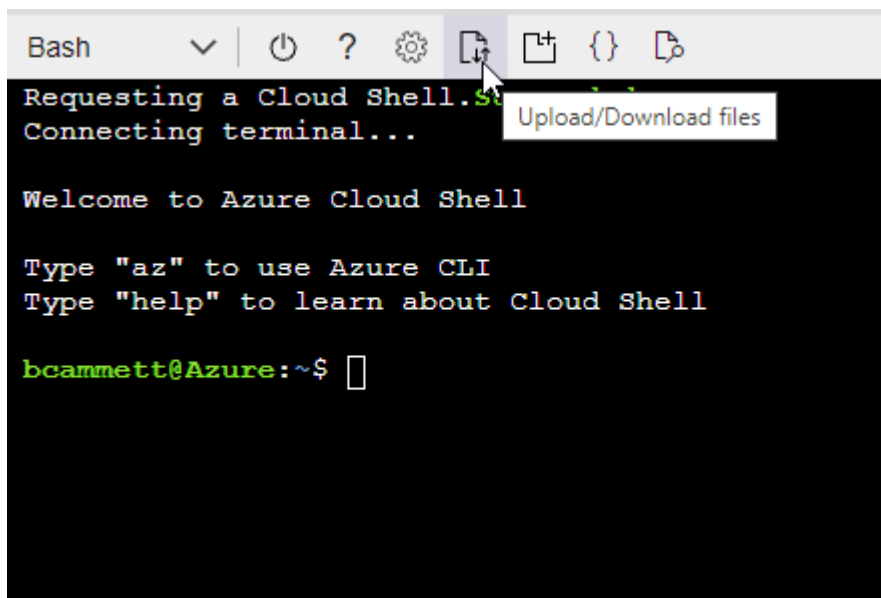 Bash ? { }
Requesting a Cloud Shell.
Upload/Download files
Connecting terminal...
Welcome to Azure Cloud Shell
Type "az" to use Azure CLI
Type "help" to learn about Cloud Shell
bcammett@Azure:~$